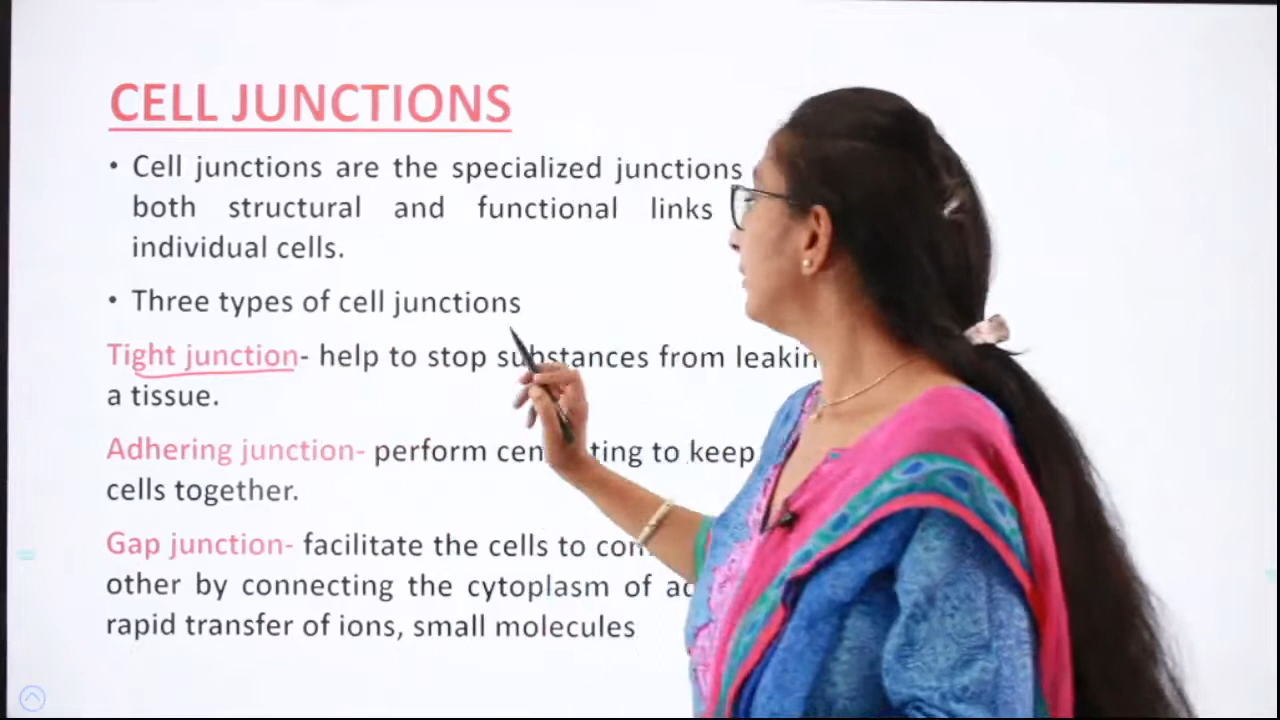 CELL JUNCTIONS
• Cell junctions are the specialized junctions
both structural and functional links
individual cells.
• Three types of cell junctions
Tight junction- help to stop substances from
a tissue.
Adhering junction- perform to keep
cells together.
Gap junction- facilitate the cells to
other by connecting the cytoplasm of
rapid transfer of ions, small molecules